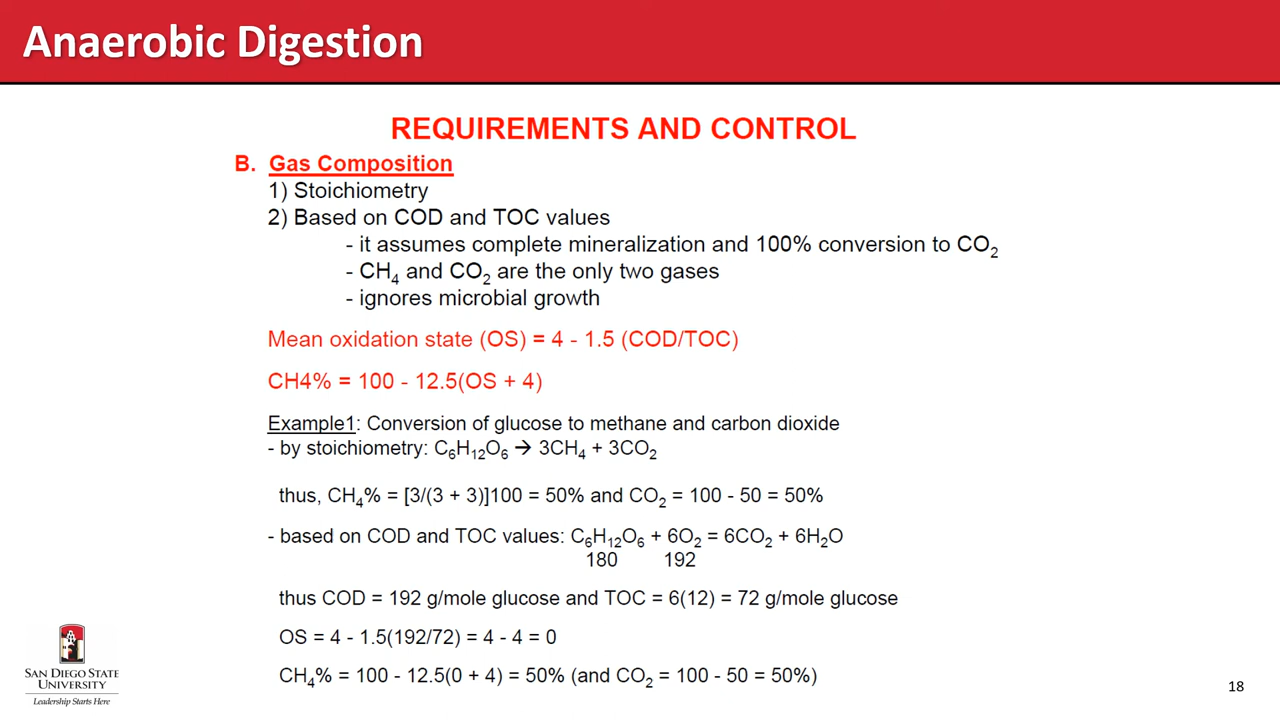 Anaerobic Digestion
REQUIREMENTS AND CONTROL
B. Gas Composition
1) Stoichiometry
2) Based on COD and TOC values
- it assumes complete mineralization and 100% conversion to CO₂
- CH₄ and CO₂ are the only two gases
- ignores microbial growth
Mean oxidation state (OS) = 4 - 1.5 (COD/TOC)
CH4% = 100 - 12.5(OS + 4)
Example1: Conversion of glucose to methane and carbon dioxide
- by stoichiometry: C₆H₁₂O₆ → 3CH₄ + 3CO₂
thus, CH₄% = [3/(3 + 3)]100 = 50% and CO₂ = 100 - 50 = 50%
- based on COD and TOC values: C₆H₁₂O₆ + 6O₂ = 6CO₂ + 6H₂O
180 192
thus COD = 192 g/mole glucose and TOC = 6(12) = 72 g/mole glucose
OS = 4 - 1.5(192/72) = 4 - 4 = 0
CH₄% = 100 - 12.5(0 + 4) = 50% (and CO₂ = 100 - 50 = 50%)
SAN DIEGO STATE
UNIVERSITY
Leadership Starts Here
18